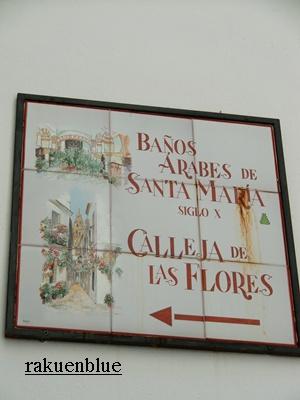 BAÑOS
ÁRABES DE
SANTA MARÍA
SIGLO X
CALLEJA DE
LAS FLORES
rakuenblue